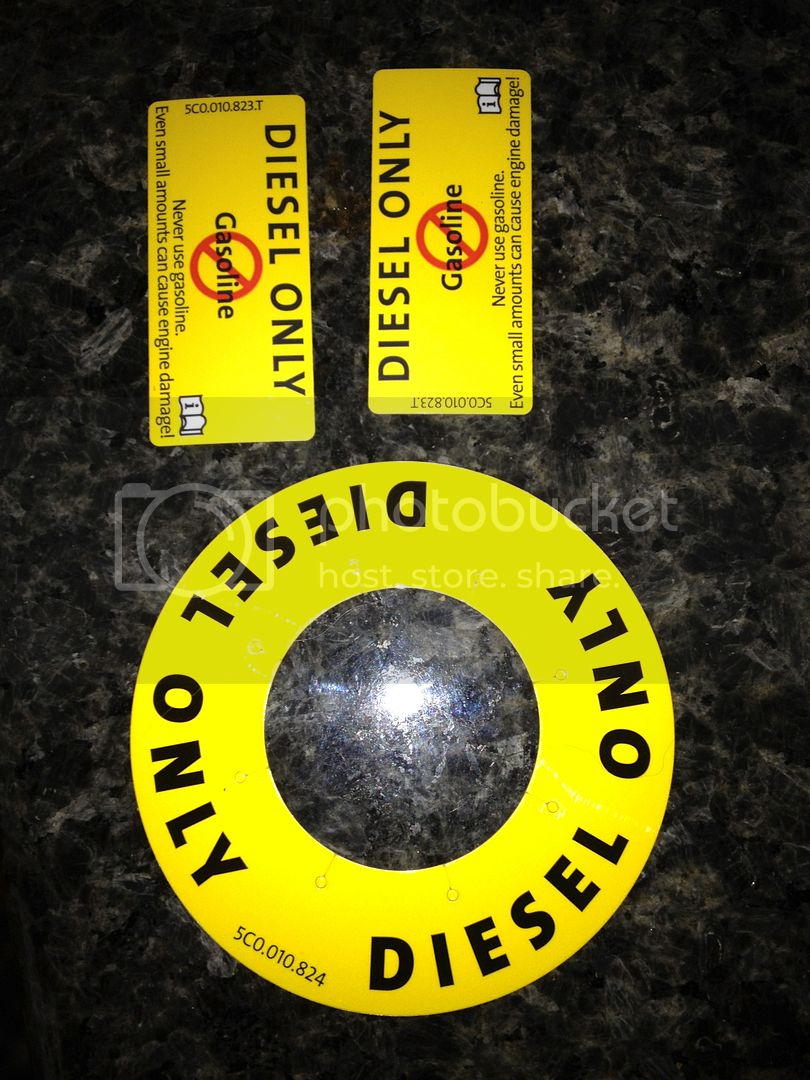 5C0.010.823.T
DIESEL ONLY
Gasoline
Never use gasoline.
Even small amounts can cause engine damage!
i
DIESEL ONLY
Gasoline
Never use gasoline.
Even small amounts can cause engine damage!
i
5C0.010.823.T
photobucket
host. store. share.
DIESEL ONLY
DIESEL ONLY
5C0.010.824